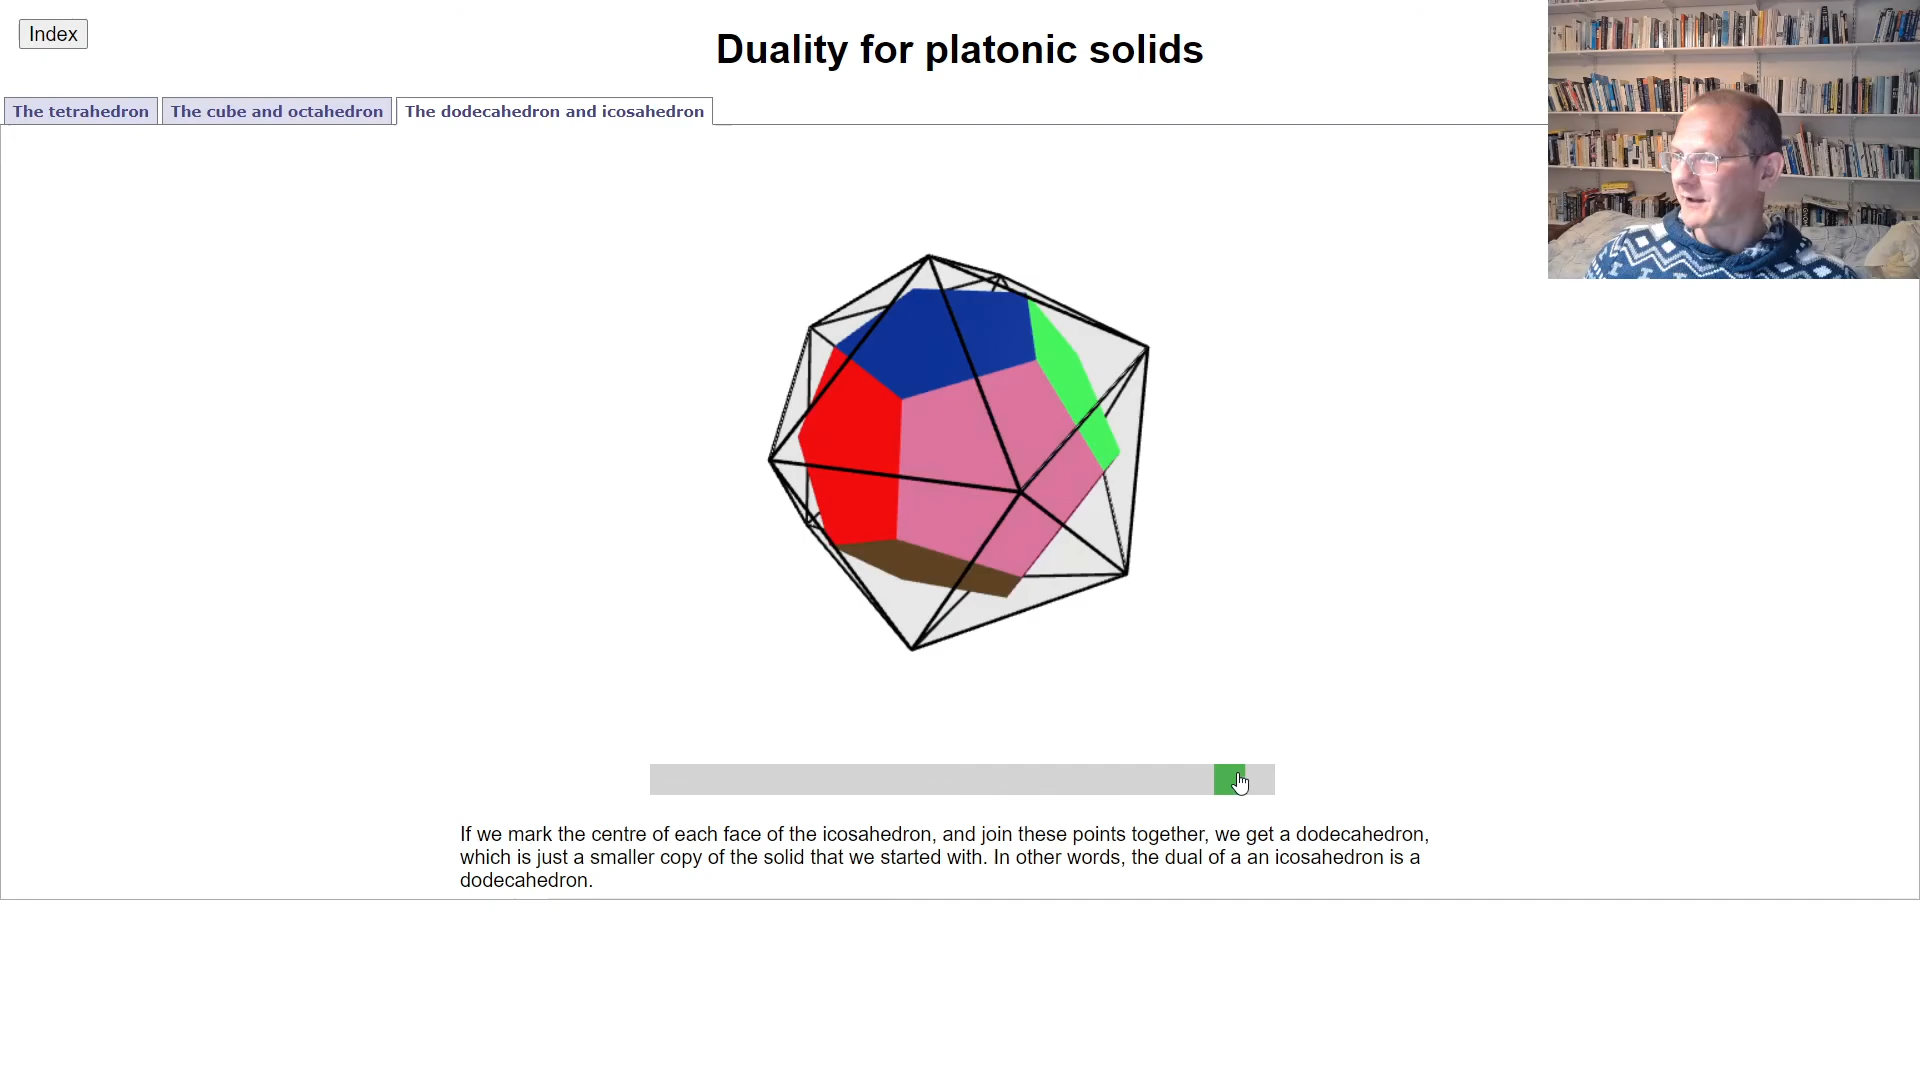 Index
Duality for platonic solids
The tetrahedron
The cube and octahedron
The dodecahedron and icosahedron
If we mark the centre of each face of the icosahedron, and join these points together, we get a dodecahedron,
which is just a smaller copy of the solid that we started with. In other words, the dual of a an icosahedron is a
dodecahedron.